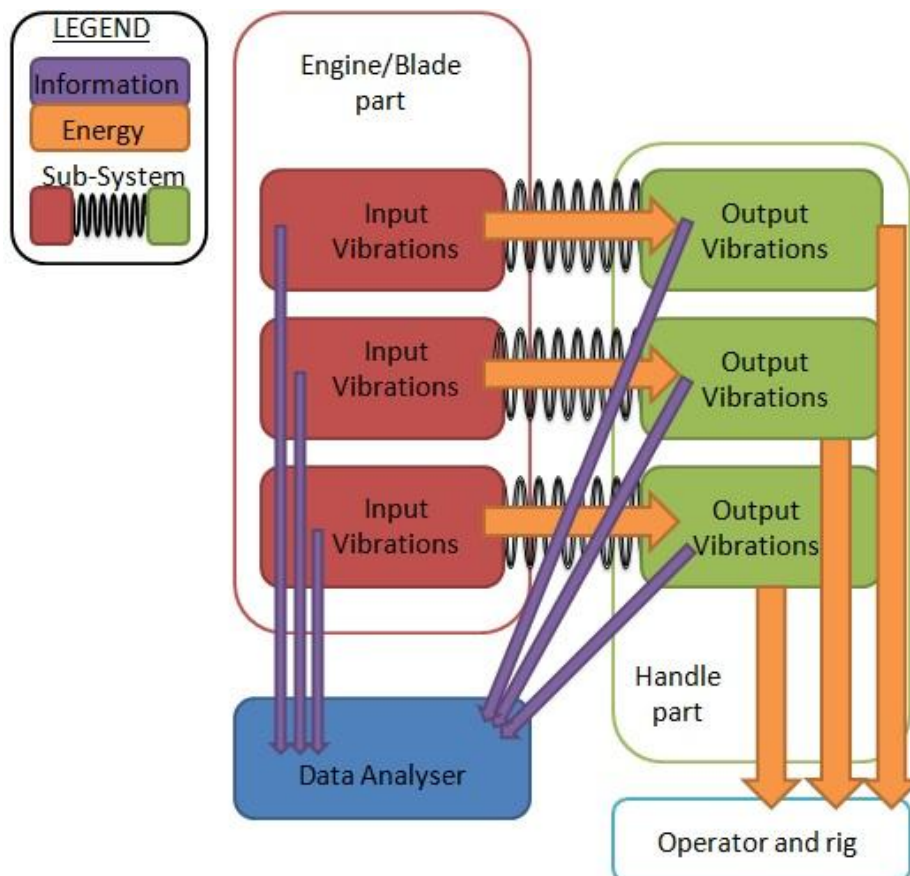 LEGEND
Information
Energy
Sub-System
Engine/Blade
part
Input
Vibrations
Output
Vibrations
Input
Vibrations
Output
Vibrations
Input
Vibrations
Output
Vibrations
Handle
part
Data Analyser
Operator and rig